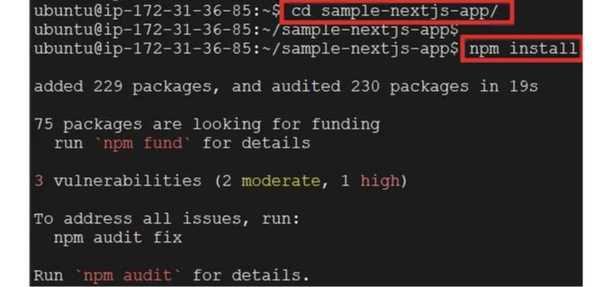 ubuntu@ip-172-31-36-85:~$ cd sample-nextjs-app/
ubuntu@ip-172-31-36-85:~/sample-nextjs-app$
ubuntu@ip-172-31-36-85:~/sample-nextjs-app$ npm install
added 229 packages, and audited 230 packages in 19s
75 packages are looking for funding
run `npm fund` for details
3 vulnerabilities (2 moderate, 1 high)
To address all issues, run:
npm audit fix
Run `npm audit` for details.